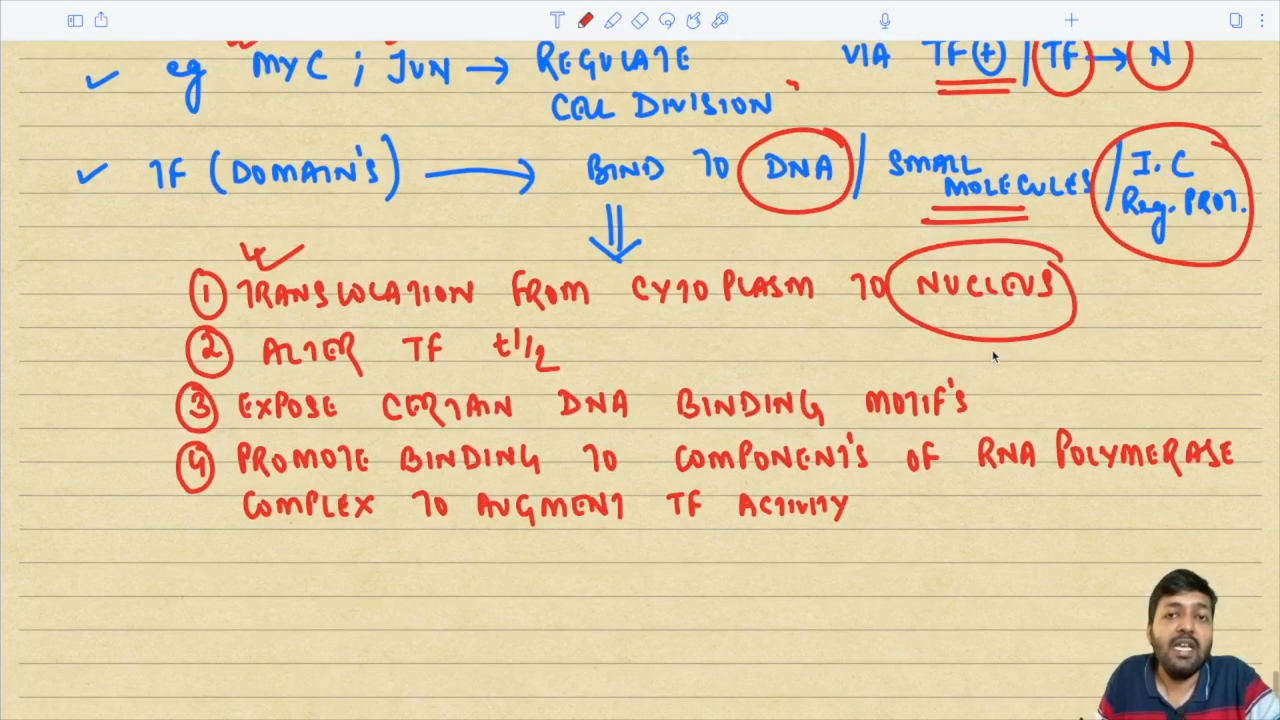 ✓ eg MYC ; JUN → REGULATE
CELL DIVISION
VIA TF (+) / TF → N
✓ TF (DOMAIN'S) → BIND TO DNA / SMALL MOLECULES / I.C Reg. PROT.
① TRANSLOCATION FROM CYTOPLASM TO NUCLEUS
② ALTER TF t1/2
③ EXPOSE CERTAIN DNA BINDING MOTIF'S
④ PROMOTE BINDING TO COMPONENT'S OF RNA POLYMERASE
COMPLEX TO AUGMENT TF ACTIVITY